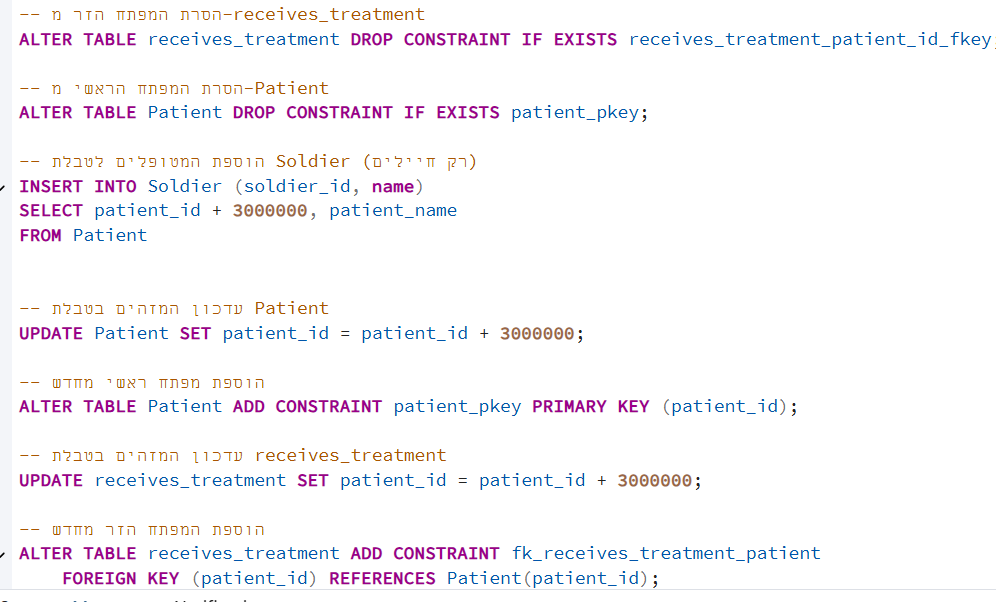 -- הסרת המפתח הזר מ-receives_treatment
ALTER TABLE receives_treatment DROP CONSTRAINT IF EXISTS receives_treatment_patient_id_fkey;
-- הסרת המפתח הראשי מ-Patient
ALTER TABLE Patient DROP CONSTRAINT IF EXISTS patient_pkey;
-- הוספת המטופלים לטבלת Soldier (רק חיילים)
INSERT INTO Soldier (soldier_id, name)
SELECT patient_id + 3000000, patient_name
FROM Patient
-- עדכון המזהים בטבלת Patient
UPDATE Patient SET patient_id = patient_id + 3000000;
-- הוספת מפתח ראשי מחדש
ALTER TABLE Patient ADD CONSTRAINT patient_pkey PRIMARY KEY (patient_id);
-- עדכון המזהים בטבלת receives_treatment
UPDATE receives_treatment SET patient_id = patient_id + 3000000;
-- הוספת המפתח הזר מחדש
ALTER TABLE receives_treatment ADD CONSTRAINT fk_receives_treatment_patient
FOREIGN KEY (patient_id) REFERENCES Patient(patient_id);